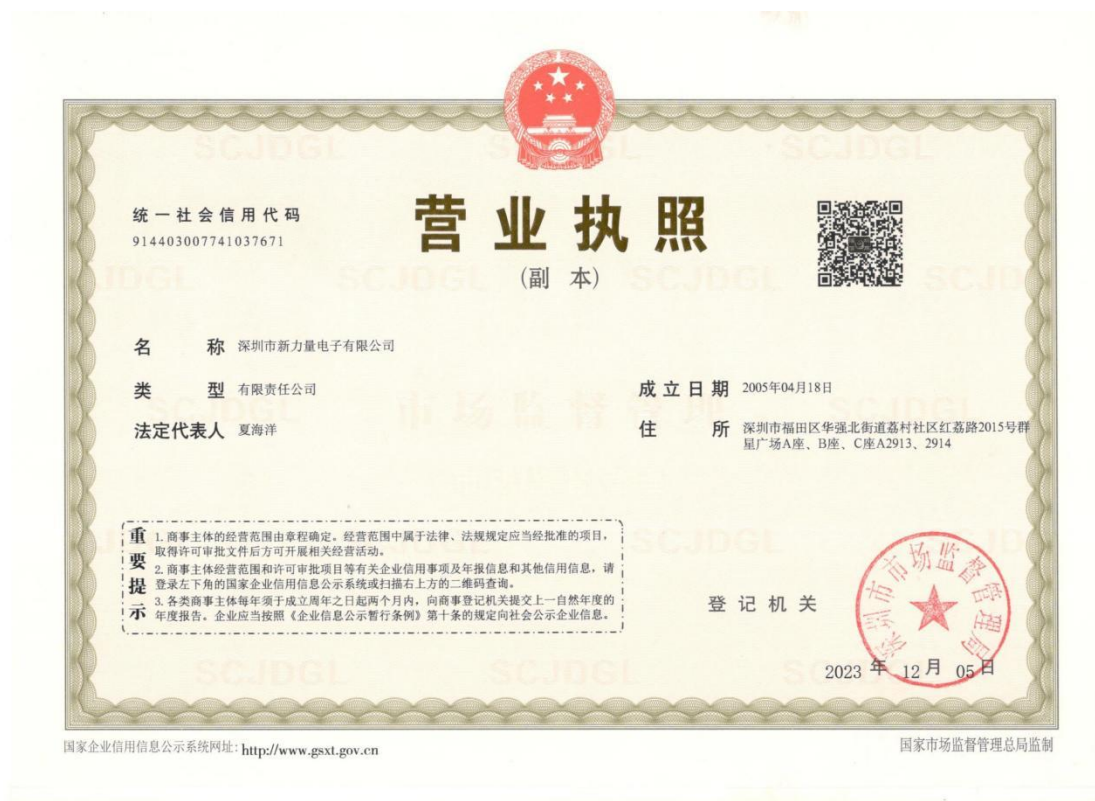 统一社会信用代码
914403007741037671
营业执照
(副 本)
名 称 深圳市新力量电子有限公司
类 型 有限责任公司
法定代表人 夏海洋
成立日期 2005年04月18日
住 所 深圳市福田区华强北街道荔村社区红荔路2015号群
星广场A座、B座、C座A2913、2914
重要提示
1. 商事主体的经营范围由章程确定。经营范围中属于法律、法规规定应当经批准的项目，
取得许可审批文件后方可开展相关经营活动。
2. 商事主体经营范围和许可审批项目等有关企业信用事项及年报信息和其他信用信息，请
登录左下角的国家企业信用信息公示系统或扫描右上方的二维码查询。
3. 各类商事主体每年须于成立周年之日起两个月内，向商事登记机关提交上一自然年度的
年度报告。企业应当按照《企业信息公示暂行条例》第十条的规定向社会公示企业信息。
登记机关
深圳市市场监督管理局
2023 年 12 月 05 日
国家企业信用信息公示系统网址: http://www.gsxt.gov.cn
国家市场监督管理总局监制
SCJDGL
市场监督管理